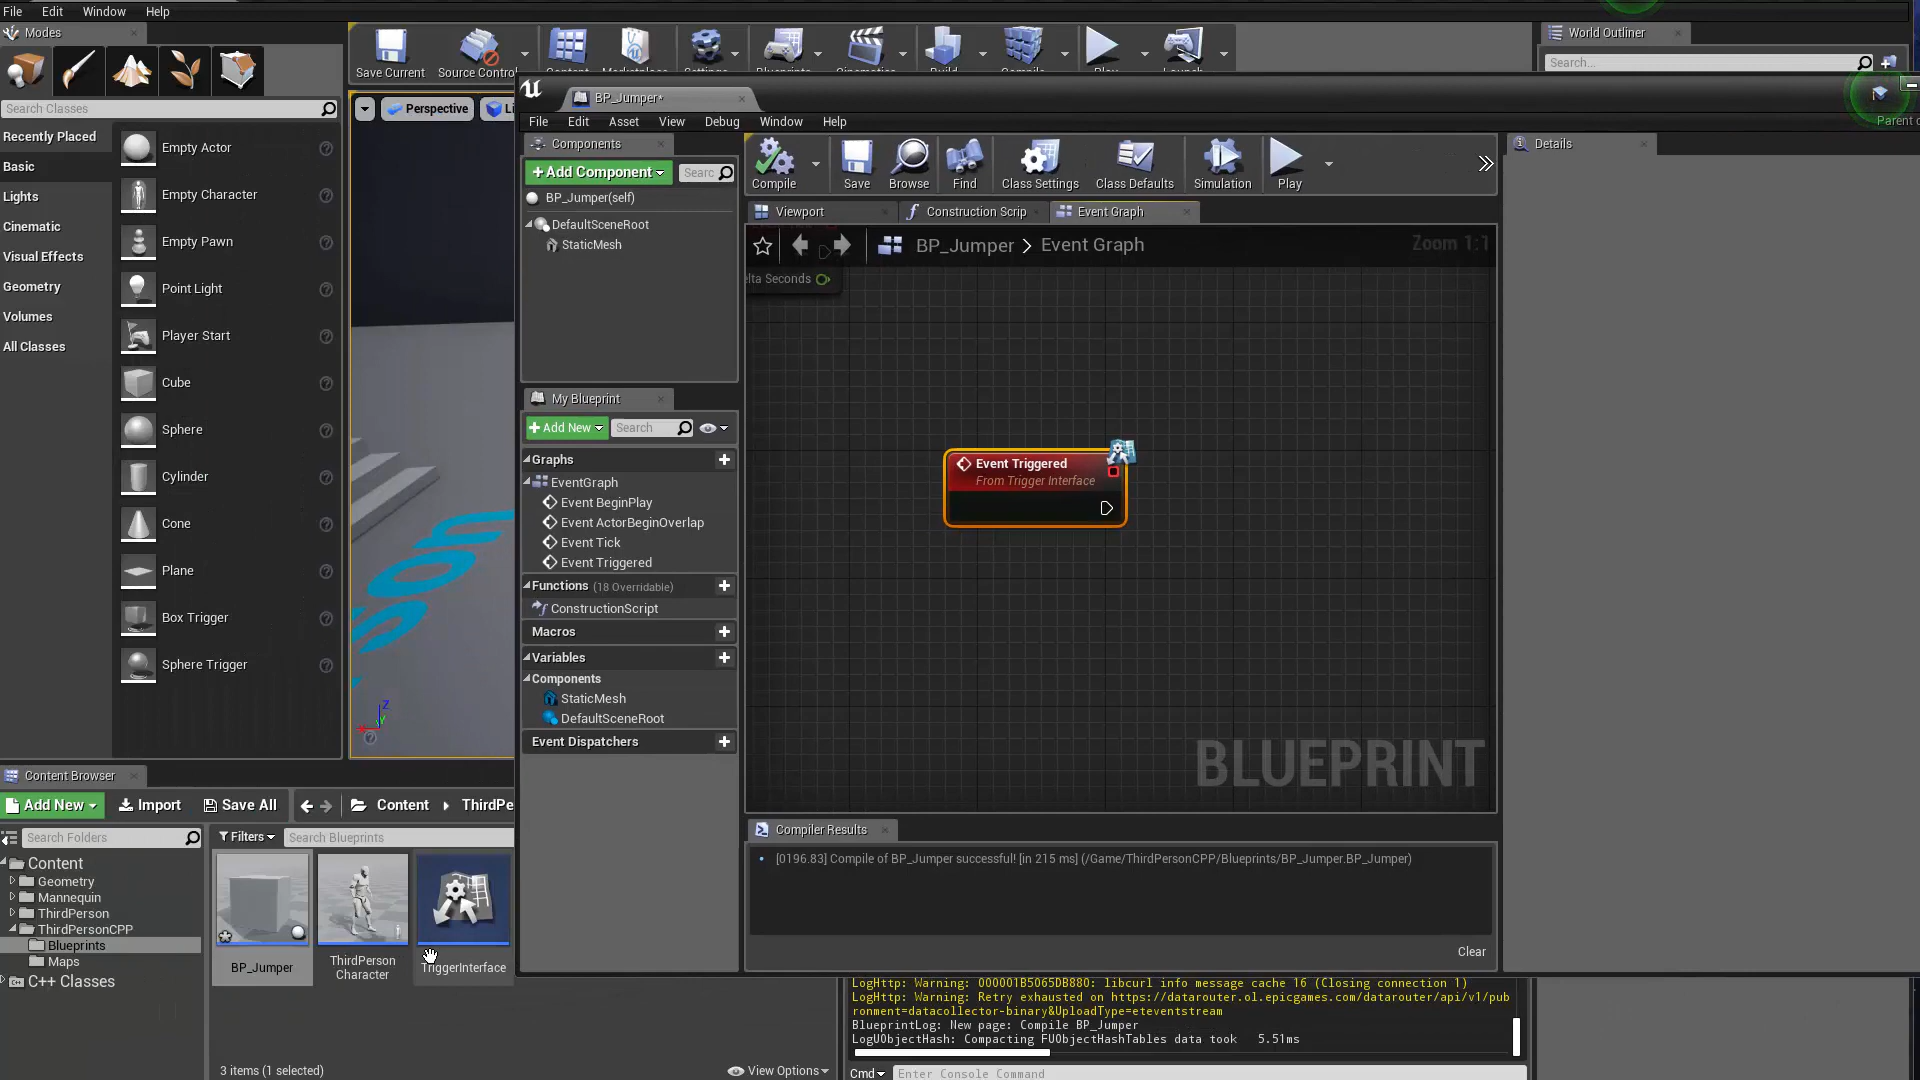 File Edit Window Help
Modes
World Outliner
Save Current
Source Control
Content
Marketplace
Settings
Blueprints
Cinematics
Build
Compile
Play
Launch
Search...
Search Classes
Perspective
Li
BP_Jumper*
Recently Placed
Basic
Lights
Cinematic
Visual Effects
Geometry
Volumes
All Classes
Empty Actor
Empty Character
Empty Pawn
Point Light
Player Start
Cube
Sphere
Cylinder
Cone
Plane
Box Trigger
Sphere Trigger
File Edit Asset View Debug Window Help
Parent c
Components
+Add Component
Searc
BP_Jumper(self)
DefaultSceneRoot
StaticMesh
Compile
Save
Browse
Find
Class Settings
Class Defaults
Simulation
Play
Details
Viewport
Construction Scrip
Event Graph
BP_Jumper > Event Graph
Zoom 1:1
elta Seconds
Event Triggered
From Trigger Interface
BLUEPRINT
My Blueprint
+Add New
Search
Graphs
EventGraph
Event BeginPlay
Event ActorBeginOverlap
Event Tick
Event Triggered
Functions (18 Overridable)
ConstructionScript
Macros
Variables
Components
StaticMesh
DefaultSceneRoot
Event Dispatchers
Compiler Results
[0196.83] Compile of BP_Jumper successful! [in 215 ms] (/Game/ThirdPersonCPP/Blueprints/BP_Jumper.BP_Jumper)
Clear
Content Browser
Add New
Import
Save All
Content
ThirdPe
Search Folders
Filters
Search Blueprints
Content
Geometry
Mannequin
ThirdPerson
ThirdPersonCPP
Blueprints
Maps
C++ Classes
BP_Jumper
ThirdPerson
Character
TriggerInterface
3 items (1 selected)
View Options
LogHttp: Warning: 000001B5065DB880: libcurl info message cache 16 (Closing connection 1)
LogHttp: Warning: Retry exhausted on https://datarouter.ol.epicgames.com/datarouter/api/v1/pub
ronment=datacollector-binary&UploadType=eteventstream
BlueprintLog: New page: Compile BP_Jumper
LogUObjectHash: Compacting FUObjectHashTables data took 5.51ms
Cmd
Enter Console Command